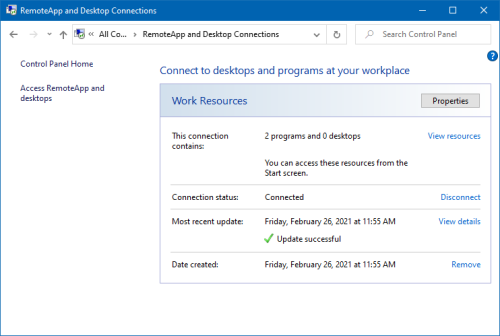 RemoteApp and Desktop Connections
« All Co... > RemoteApp and Desktop Connections
Search Control Panel
Control Panel Home
Access RemoteApp and
desktops
Connect to desktops and programs at your workplace
Work Resources
Properties
This connection
contains:
2 programs and 0 desktops
View resources
You can access these resources from the
Start screen.
Connection status:
Connected
Disconnect
Most recent update:
Friday, February 26, 2021 at 11:55 AM
View details
Update successful
Date created:
Friday, February 26, 2021 at 11:55 AM
Remove